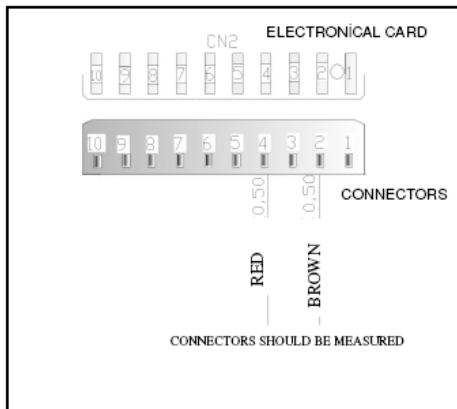 CN2 ELECTRONİCAL CARD
10 9 8 7 6 5 4 3 2 1
10 9 8 7 6 5 4 3 2 1
CONNECTORS
0,50 0,50
RED BROWN
CONNECTORS SHOULD BE MEASURED